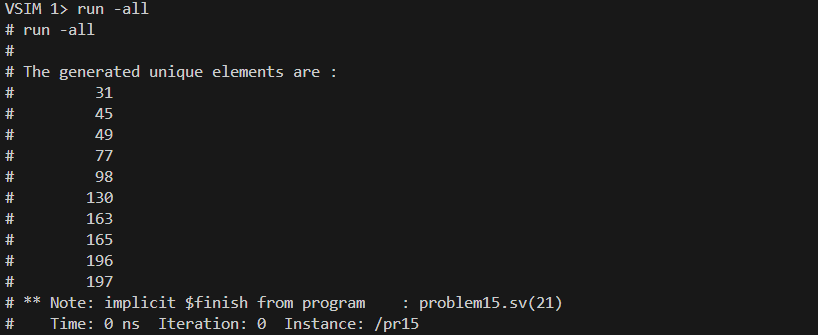 VSIM 1> run -all
# run -all
#
# The generated unique elements are :
#         31
#         45
#         49
#         77
#         98
#        130
#        163
#        165
#        196
#        197
# ** Note: implicit $finish from program    : problem15.sv(21)
#    Time: 0 ns  Iteration: 0  Instance: /pr15